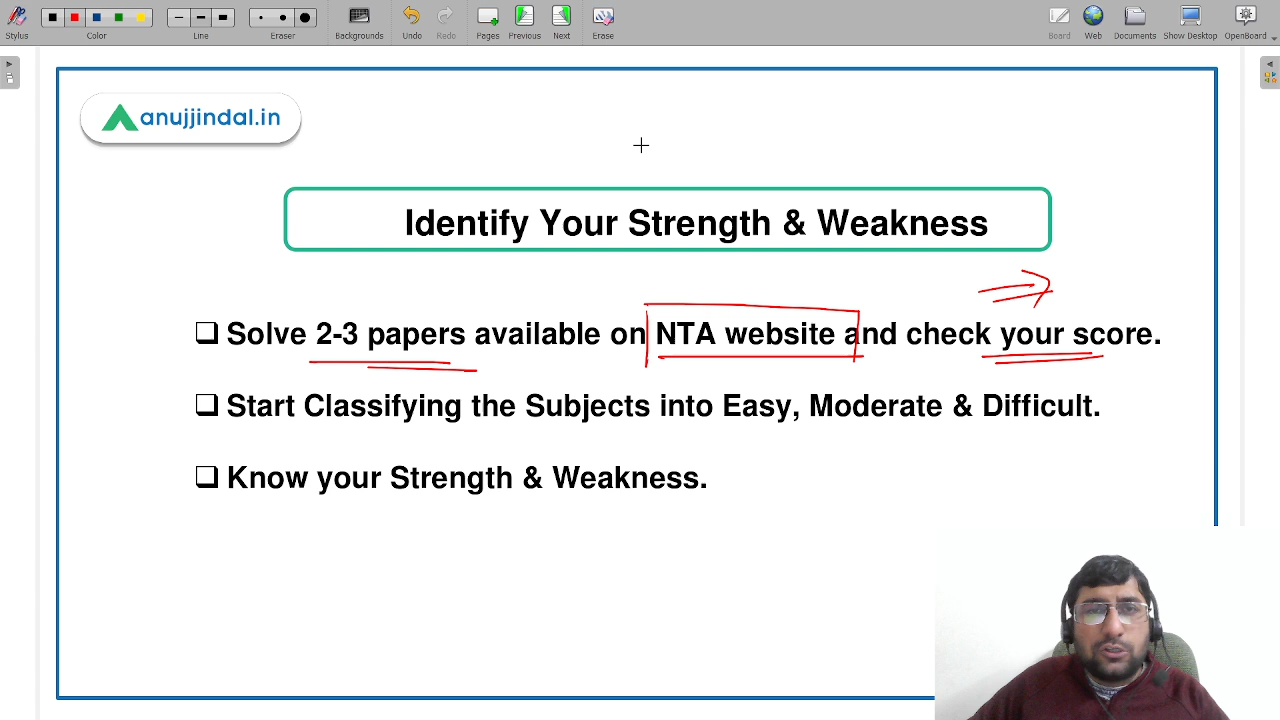 Stylus
Color
Line
Eraser
Backgrounds
Undo
Redo
Pages
Previous
Next
Erase
Board
Web
Documents
Show Desktop
OpenBoard
anujjindal.in
Identify Your Strength & Weakness
Solve 2-3 papers available on NTA website and check your score.
Start Classifying the Subjects into Easy, Moderate & Difficult.
Know your Strength & Weakness.